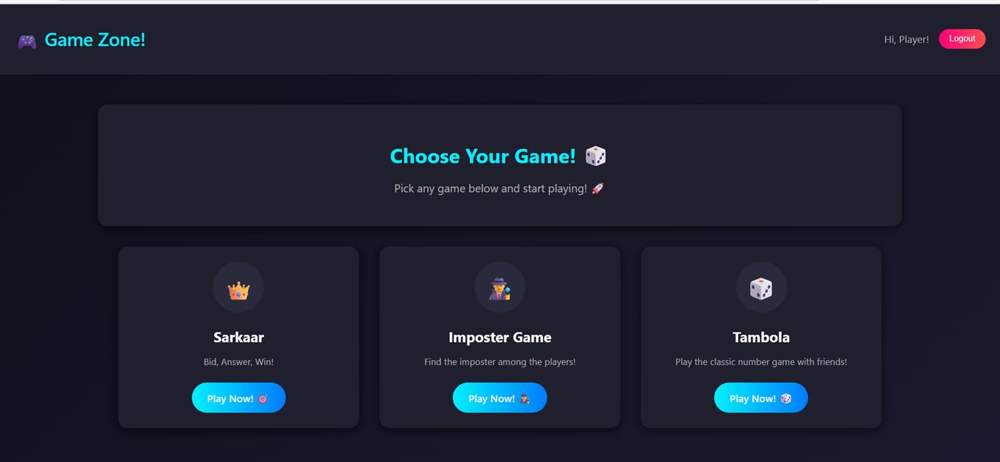 Game Zone!
Hi, Player!
Logout
Choose Your Game!
Pick any game below and start playing!
Sarkaar
Bid, Answer, Win!
Play Now!
Imposter Game
Find the imposter among the players!
Play Now!
Tambola
Play the classic number game with friends!
Play Now!